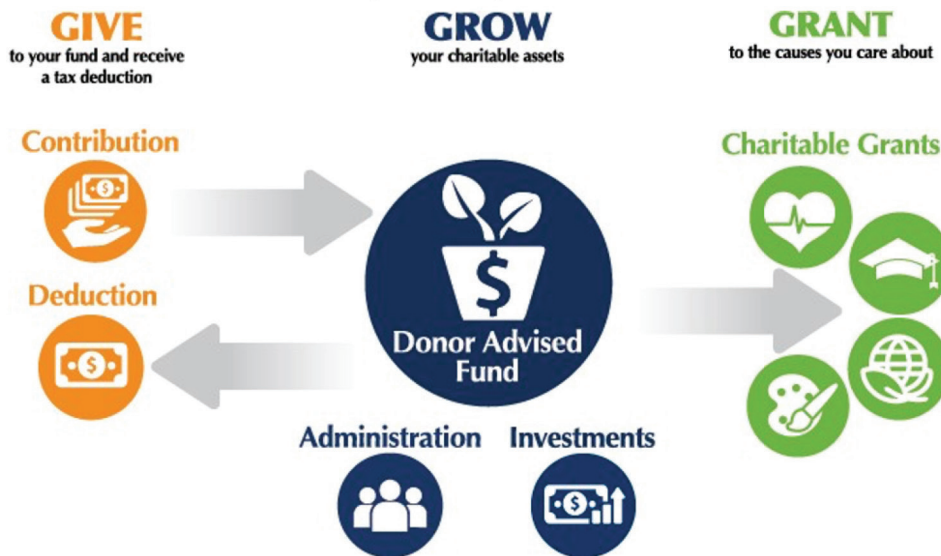 GIVE
to your fund and receive
a tax deduction
GROW
your charitable assets
GRANT
to the causes you care about
Contribution
$
Deduction
$
$
Donor Advised
Fund
Administration
Investments
$
Charitable Grants